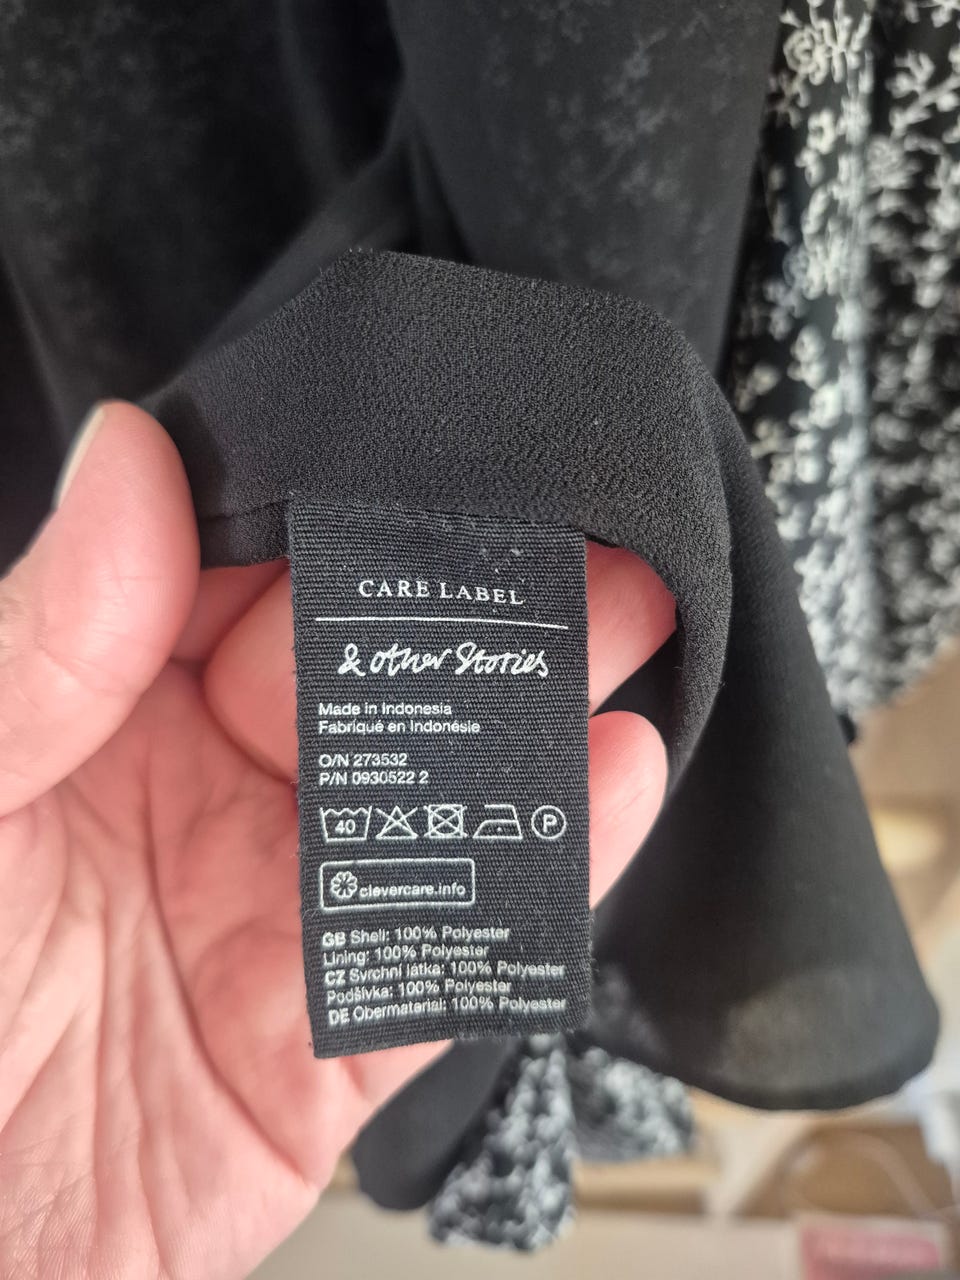 CARE LABEL
& other Stories
Made in Indonesia
Fabriqué en Indonésie
O/N 273532
P/N 0930522 2
40 P
clevercare.info
GB Shell: 100% Polyester
Lining: 100% Polyester
CZ Svrchní látka: 100% Polyester
Podšívka: 100% Polyester
DE Obermaterial: 100% Polyester